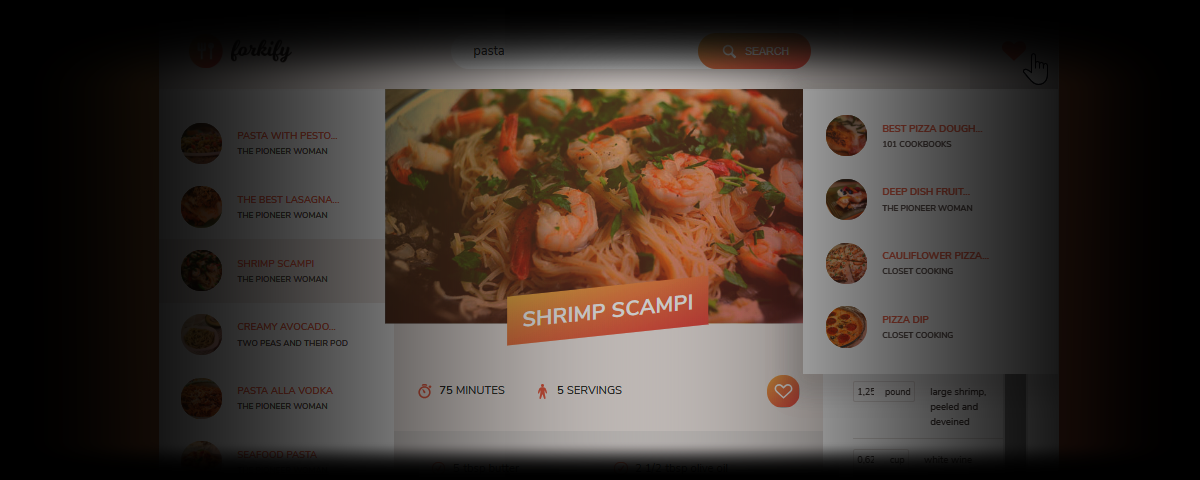 forkify
pasta
SEARCH
PASTA WITH PESTO...
THE PIONEER WOMAN
THE BEST LASAGNA...
THE PIONEER WOMAN
SHRIMP SCAMPI
THE PIONEER WOMAN
CREAMY AVOCADO...
TWO PEAS AND THEIR POD
PASTA ALLA VODKA
THE PIONEER WOMAN
SEAFOOD PASTA
SHRIMP SCAMPI
75 MINUTES
5 SERVINGS
BEST PIZZA DOUGH...
101 COOKBOOKS
DEEP DISH FRUIT...
THE PIONEER WOMAN
CAULIFLOWER PIZZA...
CLOSET COOKING
PIZZA DIP
CLOSET COOKING
1,25 pound large shrimp,
peeled and
deveined
0,62 cup white wine